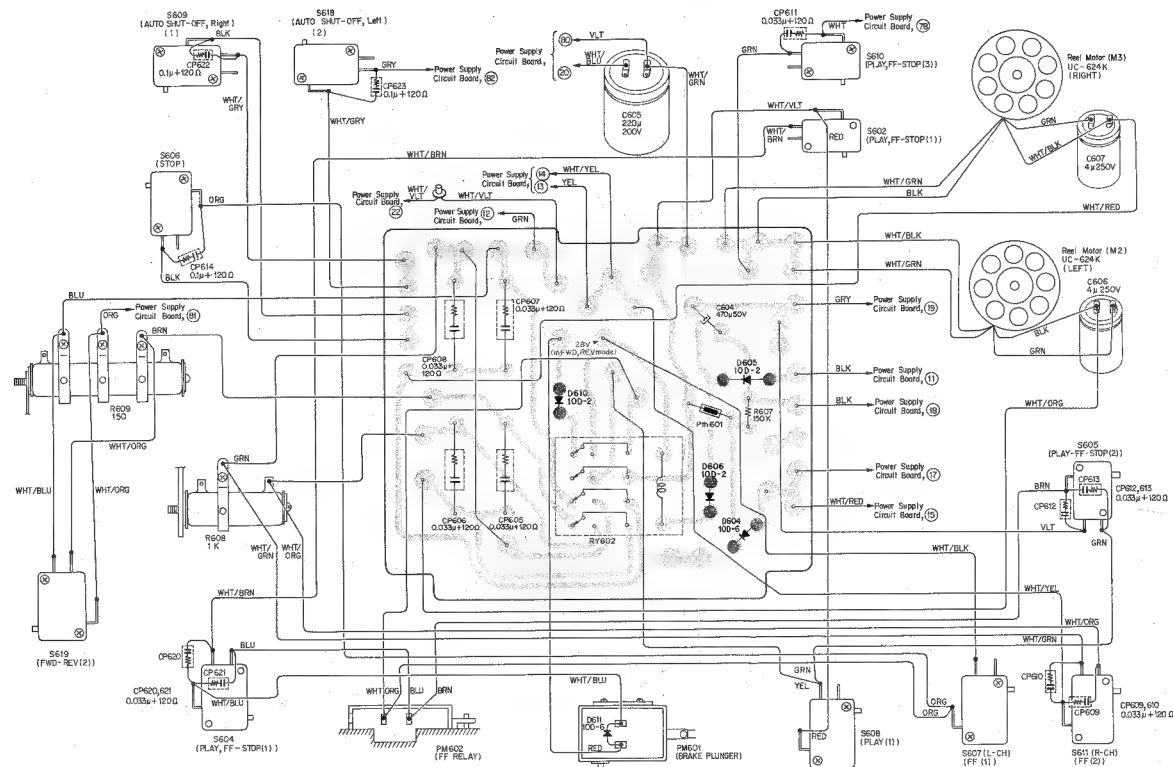 S609
(AUTO SHUT-OFF, Right)
(1)
BLK
CP622
0.1μ+120Ω
S618
(AUTO SHUT-OFF, Left)
(2)
GRY
Power Supply
Circuit Board, 82
CP623
0.1μ+120Ω
WHT/GRY
WHT/GRY
Power Supply
Circuit Board,
80
20
VLT
WHT/
BLU
C605
220μ
200V
WHT/
GRN
CP611
0.033μ+120Ω
WHT
Power Supply
Circuit Board, 78
GRN
S610
(PLAY,FF-STOP(3))
WHT/VLT
WHT/
BRN
RED
S602
(PLAY,FF-STOP(1))
Reel Motor (M3)
UC-624K
(RIGHT)
GRN
WHT/BLK
C607
4μ250V
WHT/RED
WHT/BRN
S606
(STOP)
ORG
CP614
0.1μ+120Ω
BLK
Power Supply
Circuit Board, 22
WHT/
VLT
WHT/VLT
Power Supply
Circuit Board,
14
13
WHT/YEL
YEL
Power Supply
Circuit Board, 12
GRN
WHT/GRN
BLK
WHT/BLK
WHT/GRN
Reel Motor (M2)
UC-624K
(LEFT)
C606
4μ250V
BLK
GRN
BLU
ORG
Power Supply
Circuit Board, 81
BRN
R609
150
WHT/ORG
WHT/BLU
WHT/ORG
CP607
0.033μ+120Ω
CP608
0.033μ+
120Ω
28V
(in FWD,REV mode)
C604
470μ50V
D605
10D-2
D610
10D-2
R607
150K
Pth601
D606
10D-2
D604
10D-6
RY602
CP606
0.033μ+120Ω
CP605
0.033μ+120Ω
GRY
Power Supply
Circuit Board, 19
BLK
Power Supply
Circuit Board, 11
BLK
Power Supply
Circuit Board, 18
Power Supply
Circuit Board, 17
WHT/RED
Power Supply
Circuit Board, 15
WHT/ORG
S605
(PLAY-FF-STOP(2))
BRN
CP613
CP612
CP612,613
0.033μ+120Ω
VLT
GRN
GRN
R608
1K
WHT/
GRN
WHT/
ORG
WHT/BLK
WHT/YEL
WHT/ORG
WHT/GRN
S619
(FWD-REV(2))
WHT/BRN
BLU
CP620
CP621
CP620,621
0.033μ+120Ω
WHT/BLU
S604
(PLAY, FF-STOP(1))
WHT/ORG
BLU
BRN
PM602
(FF RELAY)
WHT/BLU
D611
10D-6
RED
PM601
(BRAKE PLUNGER)
GRN
YEL
RED
S608
(PLAY(1))
ORG
ORG
S607(L-CH)
(FF(1))
CP610
CP609
CP609,610
0.033μ+120Ω
S611(R-CH)
(FF(2))